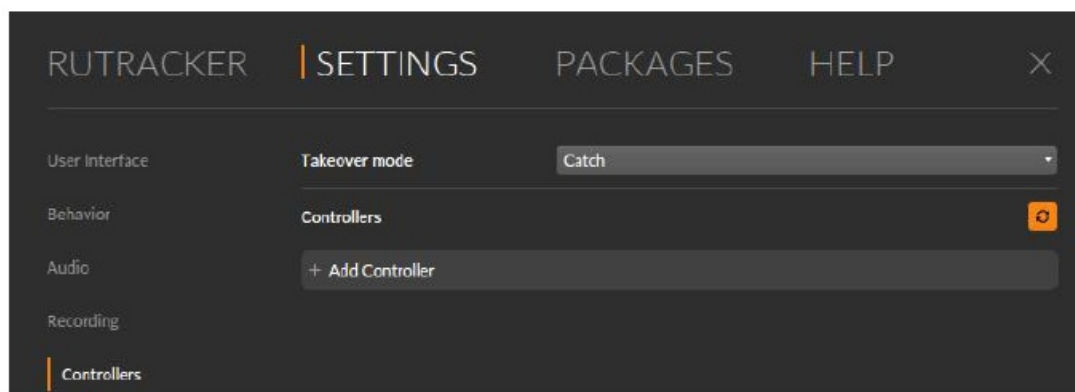 RUTRACKER SETTINGS PACKAGES HELP
User Interface Takeover mode Catch
Behavior Controllers
Audio + Add Controller
Recording
Controllers